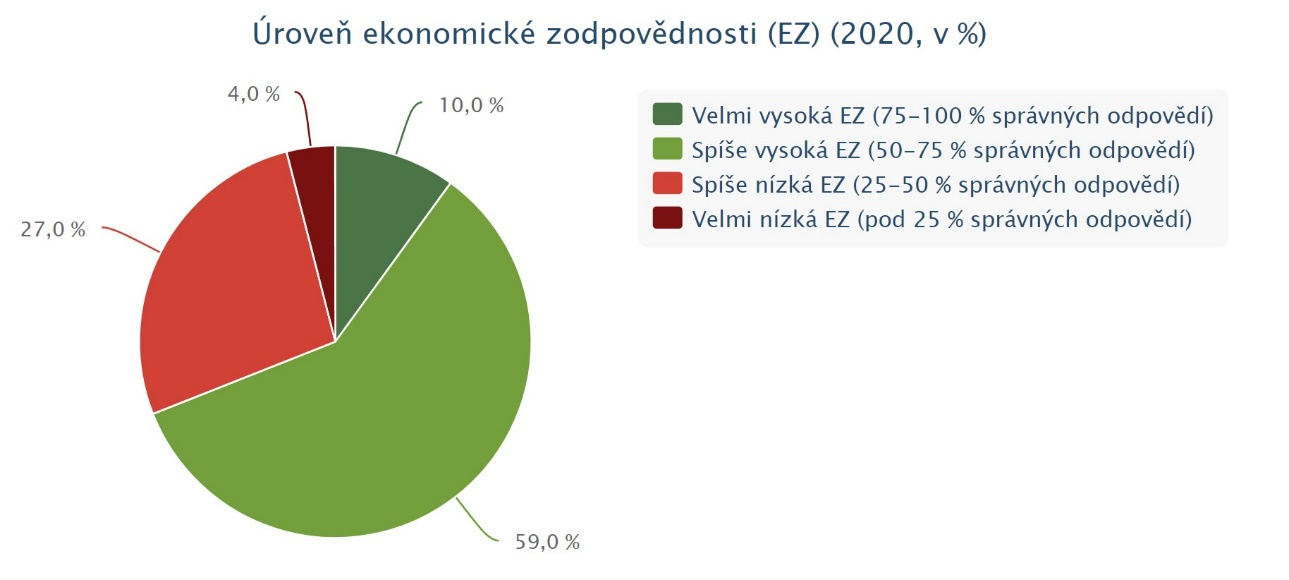 Úroveň ekonomické zodpovědnosti (EZ) (2020, v %)
4,0 %
10,0 %
27,0 %
59,0 %
Velmi vysoká EZ (75–100 % správných odpovědí)
Spíše vysoká EZ (50–75 % správných odpovědí)
Spíše nízká EZ (25–50 % správných odpovědí)
Velmi nízká EZ (pod 25 % správných odpovědí)